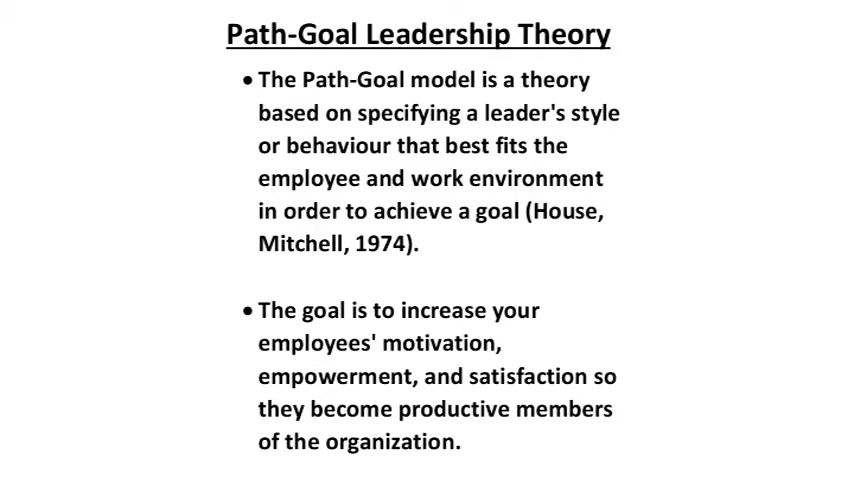 Path-Goal Leadership Theory
• The Path-Goal model is a theory
based on specifying a leader's style
or behaviour that best fits the
employee and work environment
in order to achieve a goal (House,
Mitchell, 1974).
• The goal is to increase your
employees' motivation,
empowerment, and satisfaction so
they become productive members
of the organization.